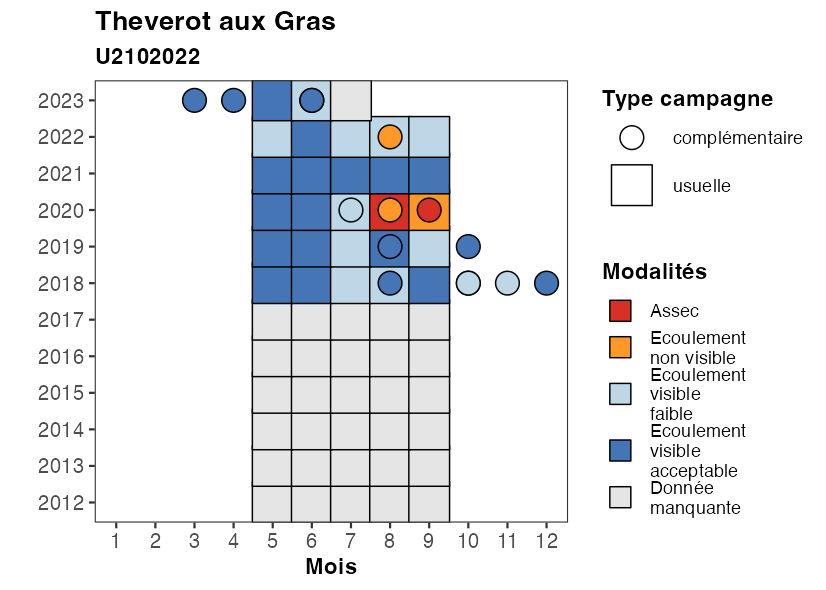 Theverot aux Gras
U2102022
2023
2022
2021
2020
2019
2018
2017
2016
2015
2014
2013
2012
1 2 3 4 5 6 7 8 9 10 11 12
Mois
Type campagne
complémentaire
usuelle
Modalités
Assec
Ecoulement
non visible
Ecoulement
visible
faible
Ecoulement
visible
acceptable
Donnée
manquante